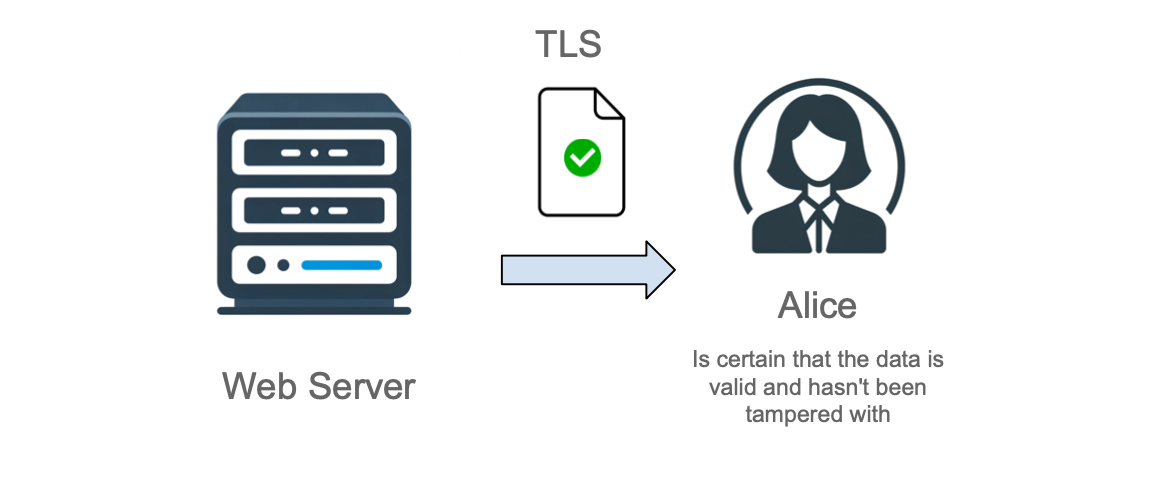 TLS
Web Server
Alice
Is certain that the data is
valid and hasn't been
tampered with